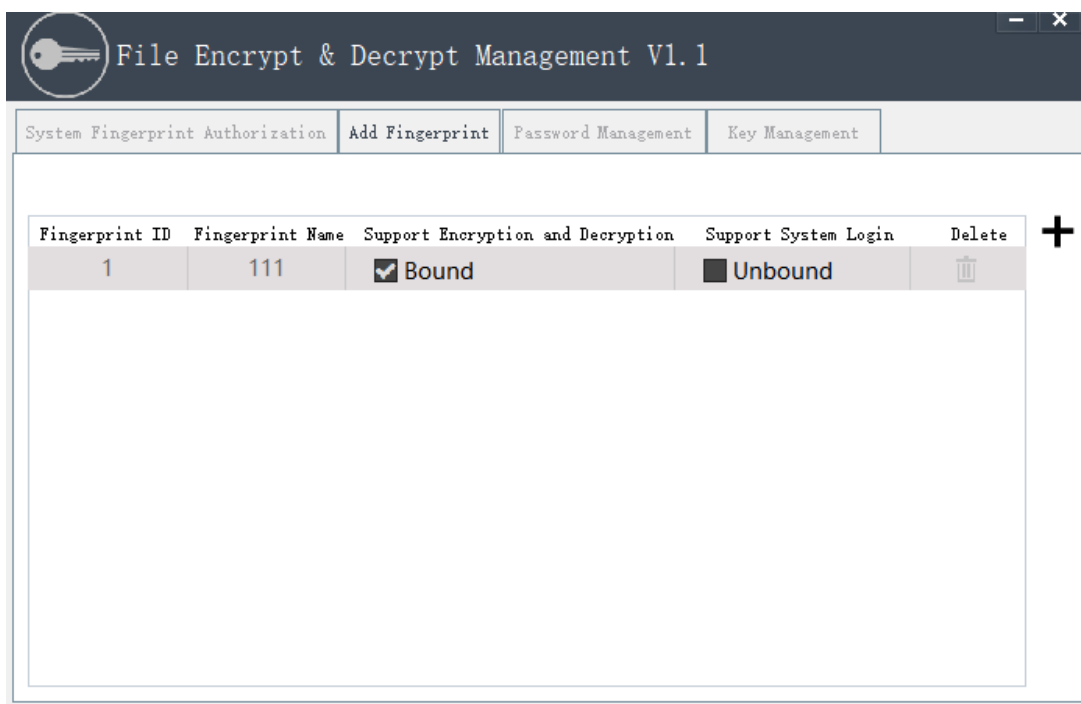 File Encrypt & Decrypt Management V1.1
System Fingerprint Authorization Add Fingerprint Password Management Key Management
Fingerprint ID Fingerprint Name Support Encryption and Decryption Support System Login Delete
1 111 Bound Unbound